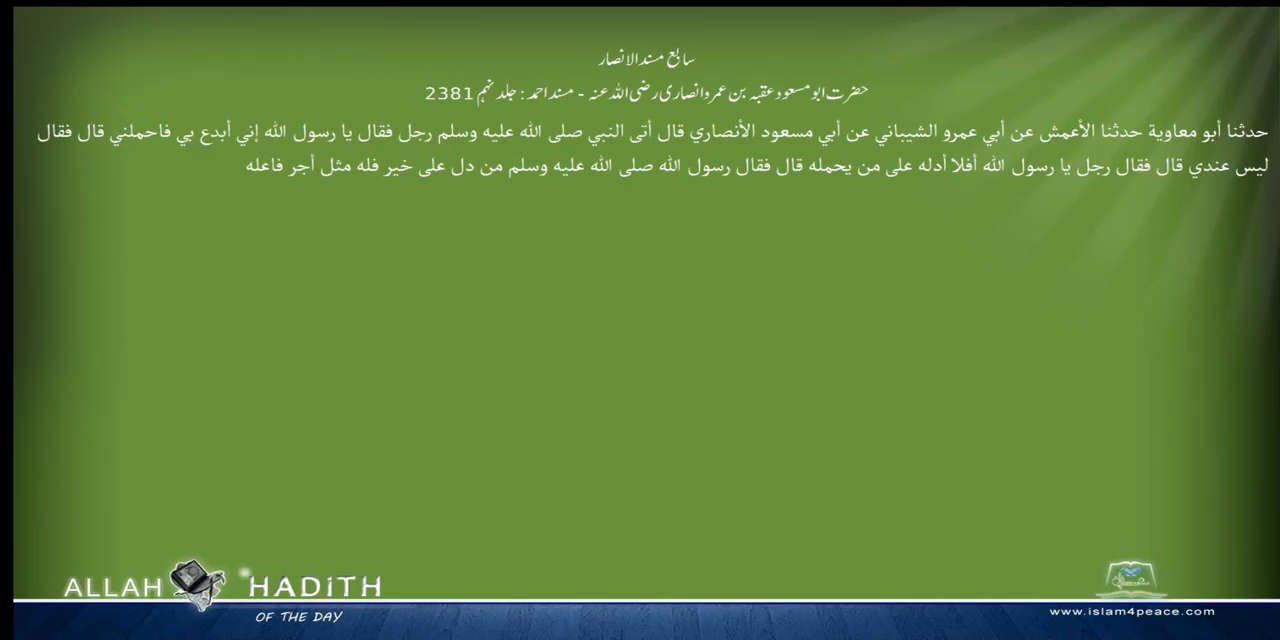 سابع مسند الانصار
حضرت ابو مسعود عقبہ بن عمرو انصاری رضی اللہ عنہ - مسند احمد : جلد نہم 2381
حدثنا أبو معاوية حدثنا الأعمش عن أبي عمرو الشيباني عن أبي مسعود الأنصاري قال أتى النبي صلى الله عليه وسلم رجل فقال يا رسول الله إني أبدع بي فاحملني قال فقال
ليس عندي قال فقال رجل يا رسول الله أفلا أدله على من يحمله قال فقال رسول الله صلى الله عليه وسلم من دل على خير فله مثل أجر فاعله
ALLAH HADITH
OF THE DAY
www.islam4peace.com